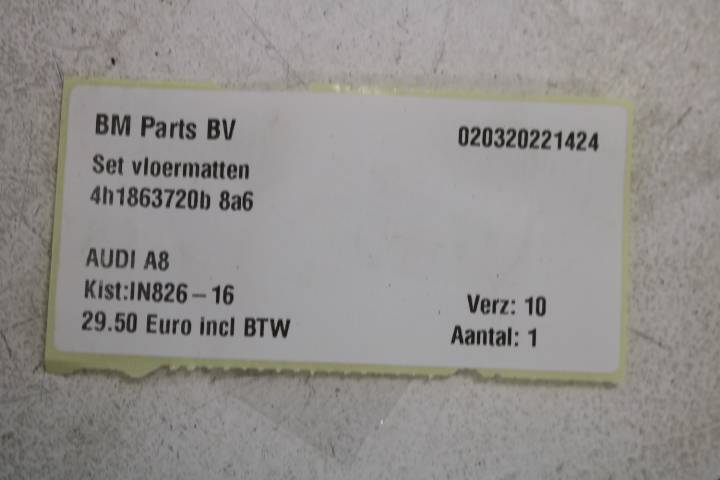 BM Parts BV
020320221424
Set vloermatten
4h1863720b 8a6
AUDI A8
Kist:IN826-16
Verz: 10
29.50 Euro incl BTW
Aantal: 1